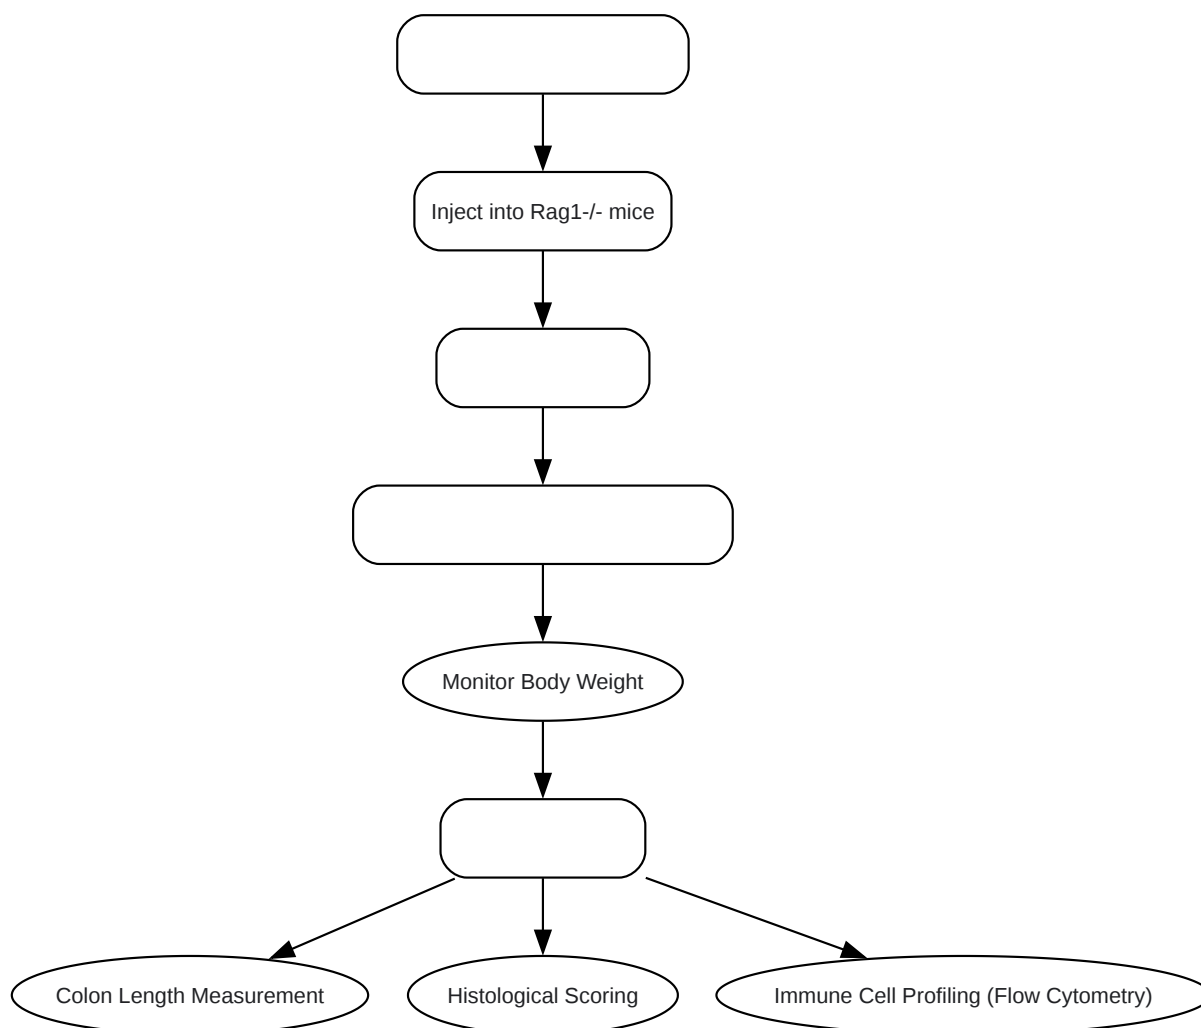 Inject into Rag1-/- mice
Monitor Body Weight
Colon Length Measurement
Histological Scoring
Immune Cell Profiling (Flow Cytometry)